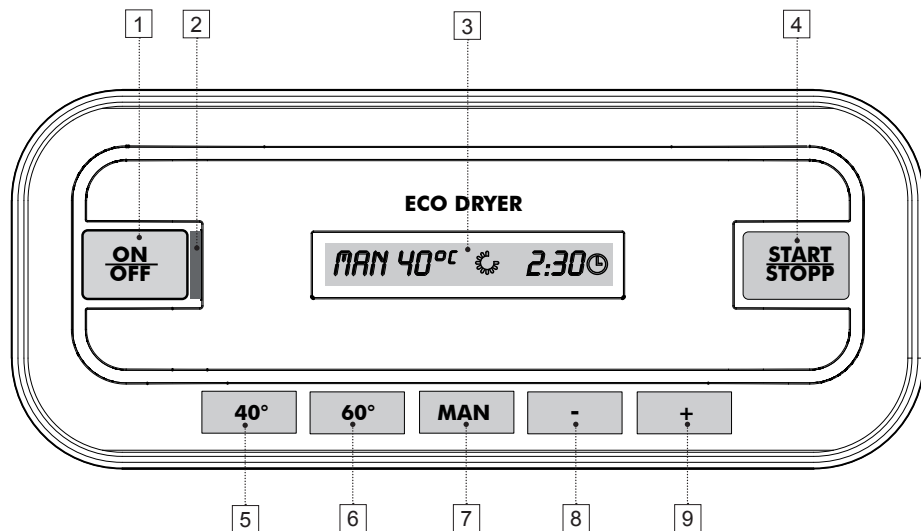 1 2 3 4
ECO DRYER
ON
OFF
MAN 40°C 2:30
START
STOPP
40° 60° MAN - +
5 6 7 8 9